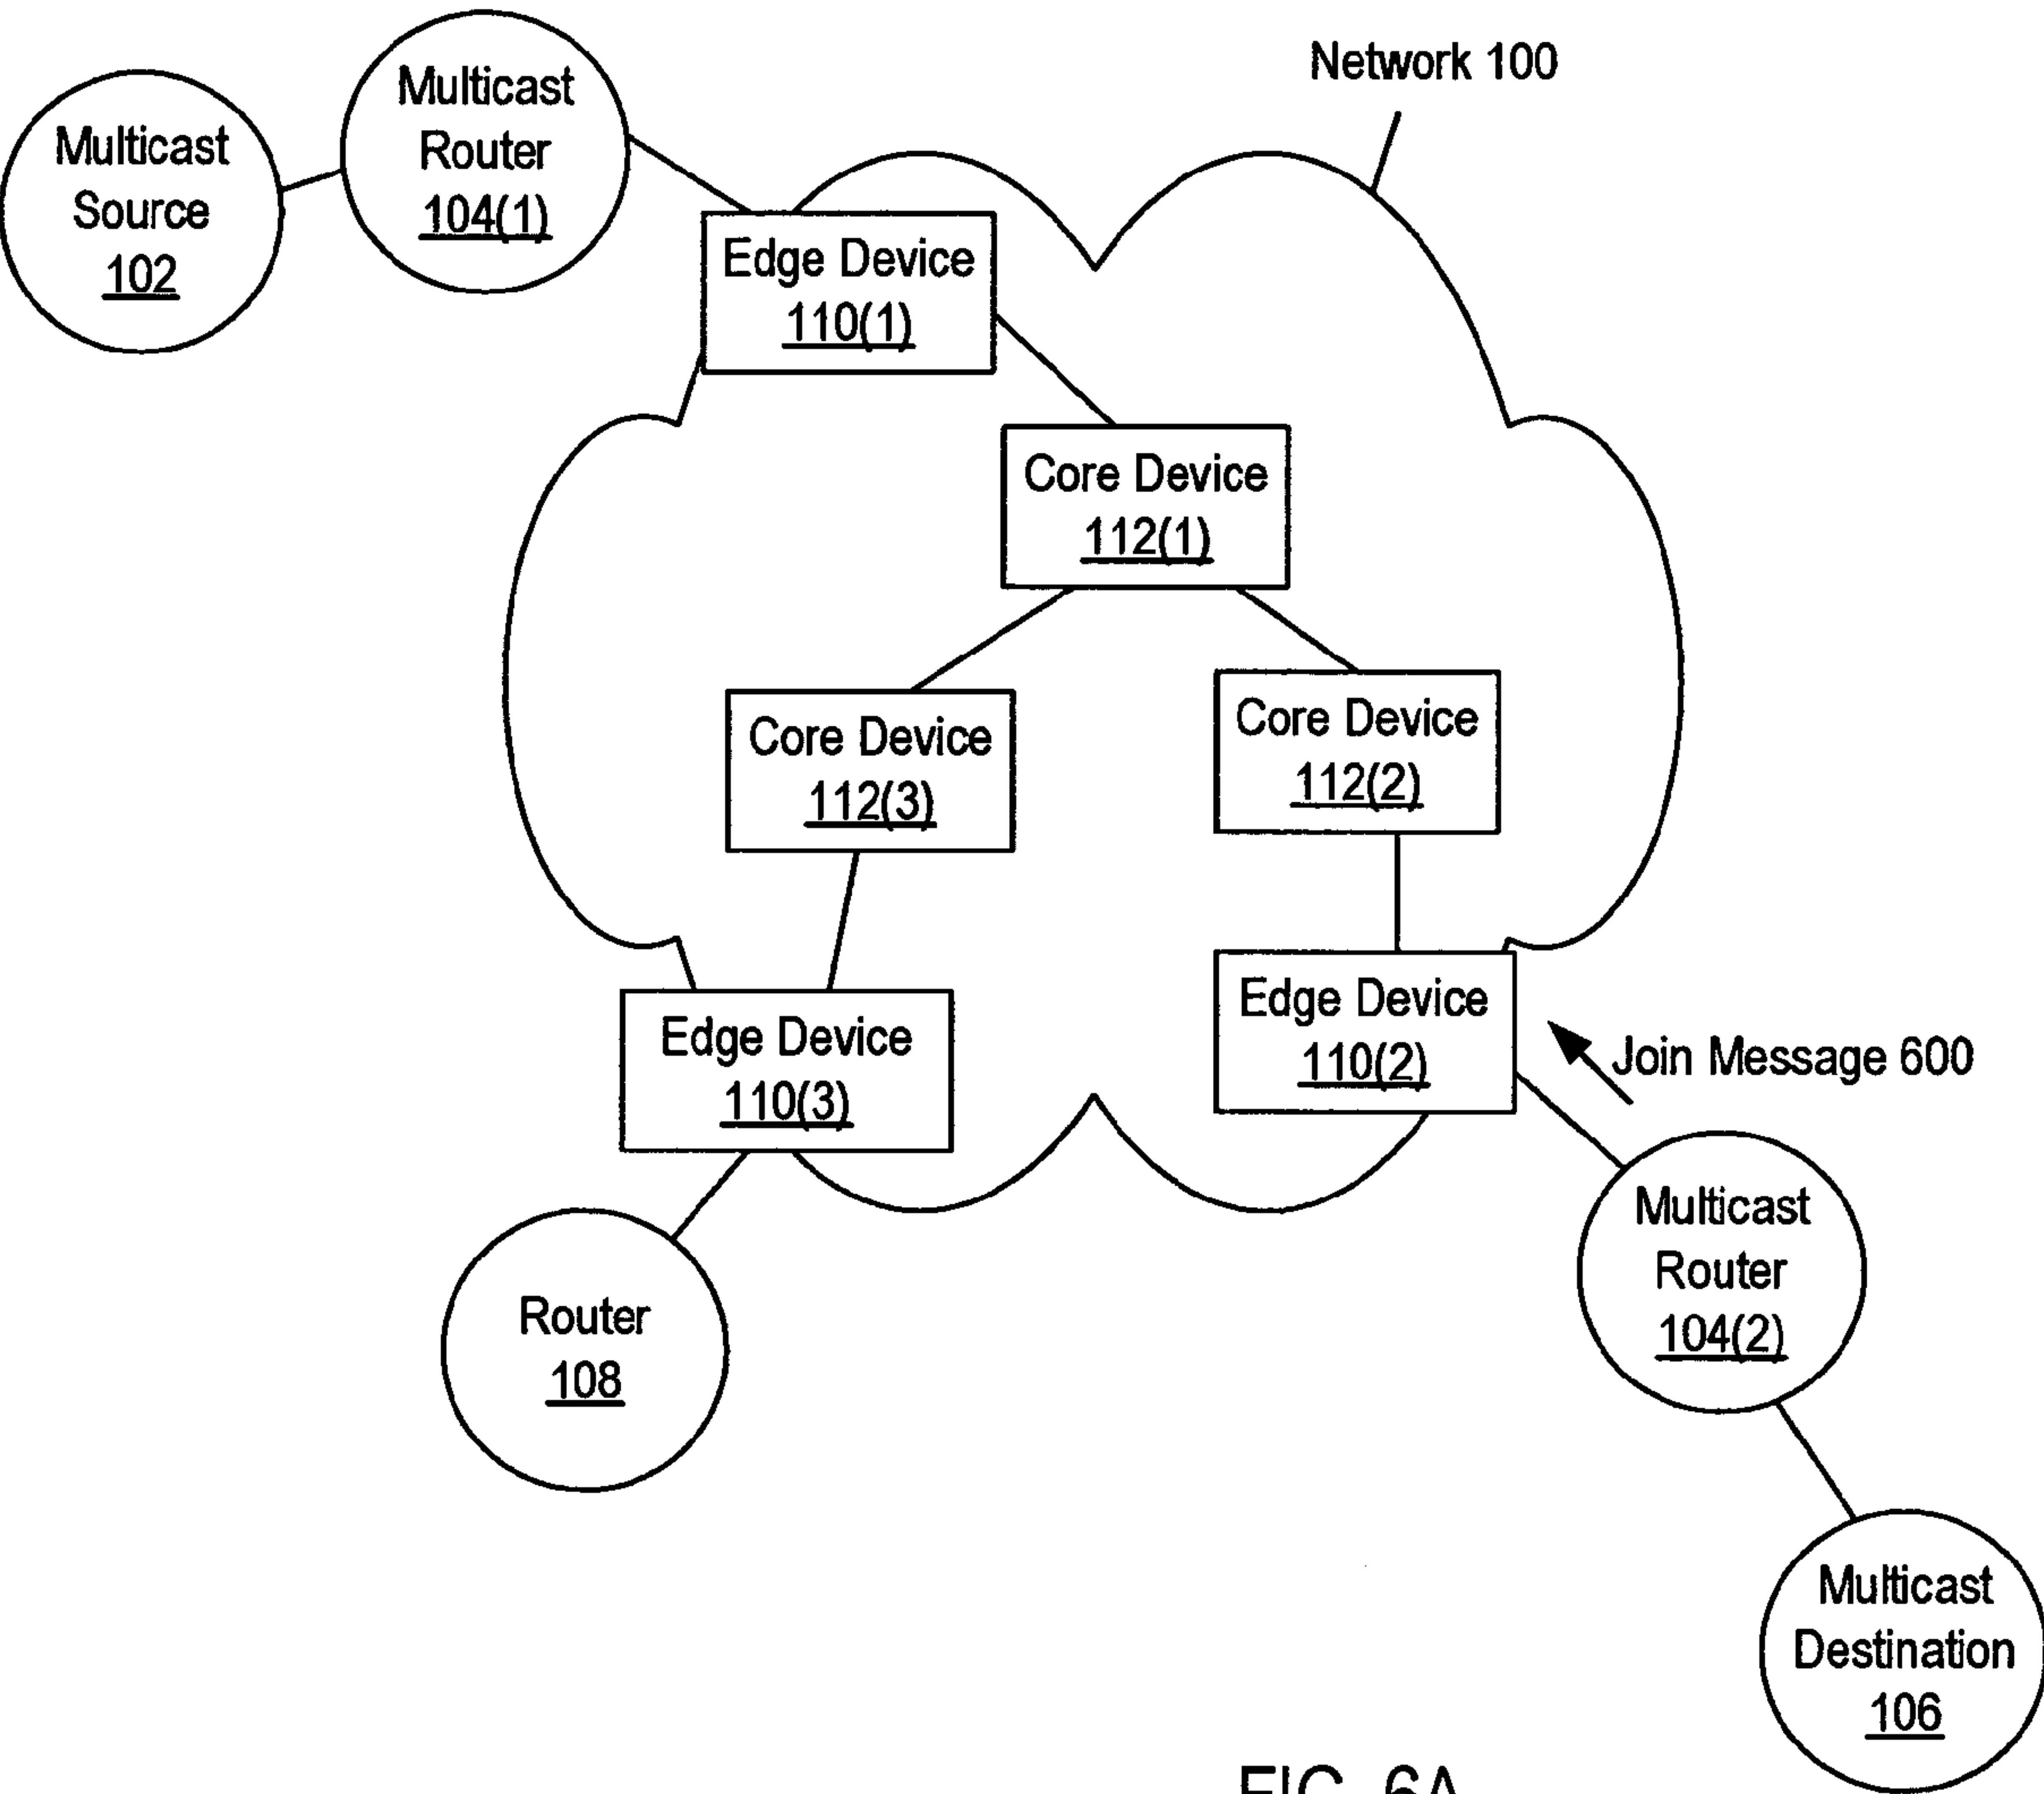 Network 100
Multicast
Router
104(1)
Multicast
Source
102
Edge Device
110(1)
Core Device
112(1)
Core Device
112(3)
Core Device
112(2)
Edge Device
110(3)
Edge Device
110(2)
Join Message 600
Router
108
Multicast
Router
104(2)
Multicast
Destination
106
FIG. 6A